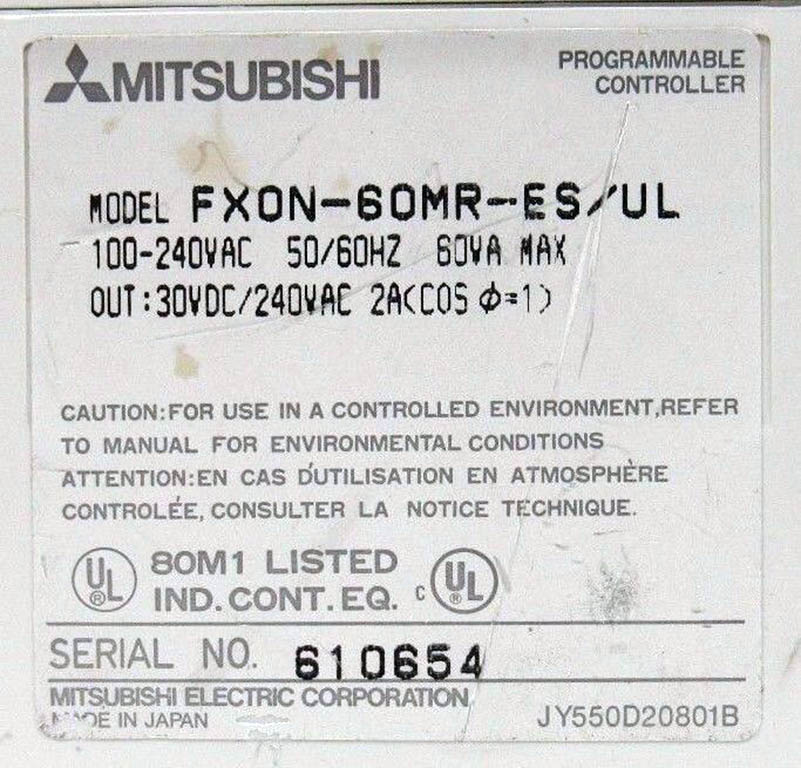 MITSUBISHI
PROGRAMMABLE
CONTROLLER
MODEL FX0N-60MR-ES/UL
100-240VAC 50/60HZ 60VA MAX
OUT:30VDC/240VAC 2A(COS ϕ=1)
CAUTION:FOR USE IN A CONTROLLED ENVIRONMENT,REFER
TO MANUAL FOR ENVIRONMENTAL CONDITIONS
ATTENTION:EN CAS D'UTILISATION EN ATMOSPHÈRE
CONTROLÉE, CONSULTER LA NOTICE TECHNIQUE.
UL ® 80M1 LISTED
IND. CONT. EQ. c UL ®
SERIAL NO. 610654
MITSUBISHI ELECTRIC CORPORATION
MADE IN JAPAN
JY550D20801B